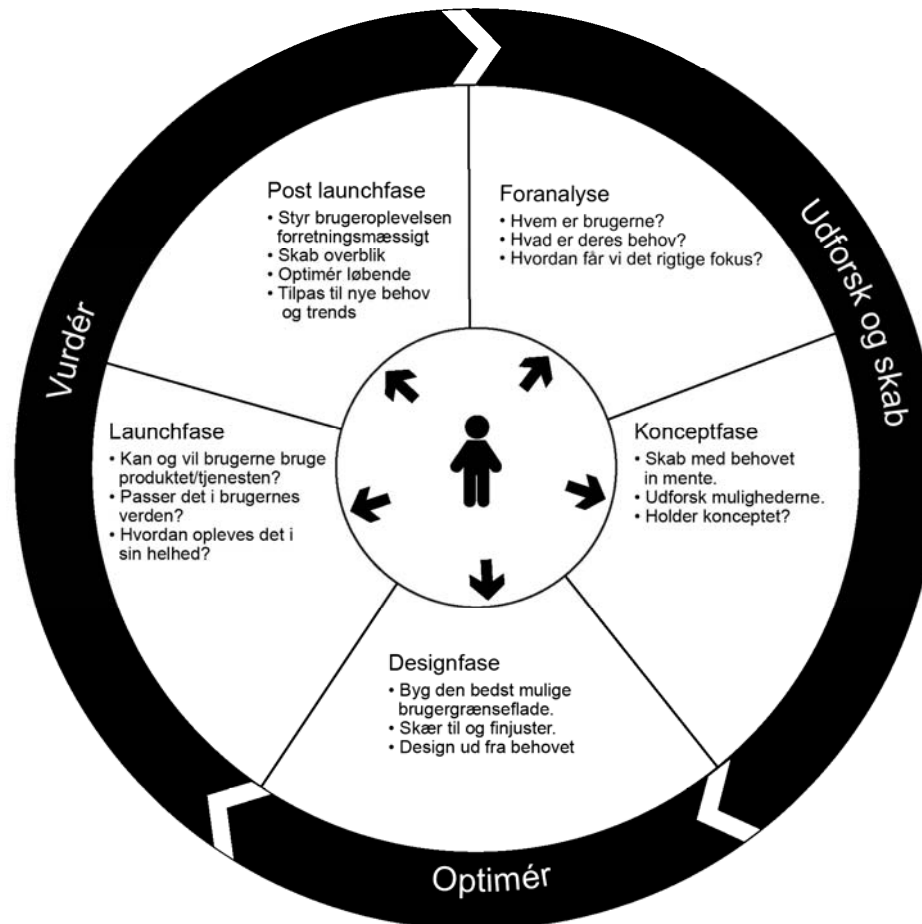 Foranalyse
• Hvem er brugerne?
• Hvad er deres behov?
• Hvordan får vi det rigtige fokus?
Konceptfase
• Skab med behovet
in mente.
• Udforsk mulighederne.
• Holder konceptet?
Designfase
• Byg den bedst mulige
brugergrænseflade.
• Skær til og finjuster.
• Design ud fra behovet
Launchfase
• Kan og vil brugerne bruge
produktet/tjenesten?
• Passer det i brugernes
verden?
• Hvordan opleves det i
sin helhed?
Post launchfase
• Styr brugeroplevelsen
forretningsmæssigt
• Skab overblik
• Optimér løbende
• Tilpas til nye behov
og trends
Udforsk og skab
Optimér
Vurdér